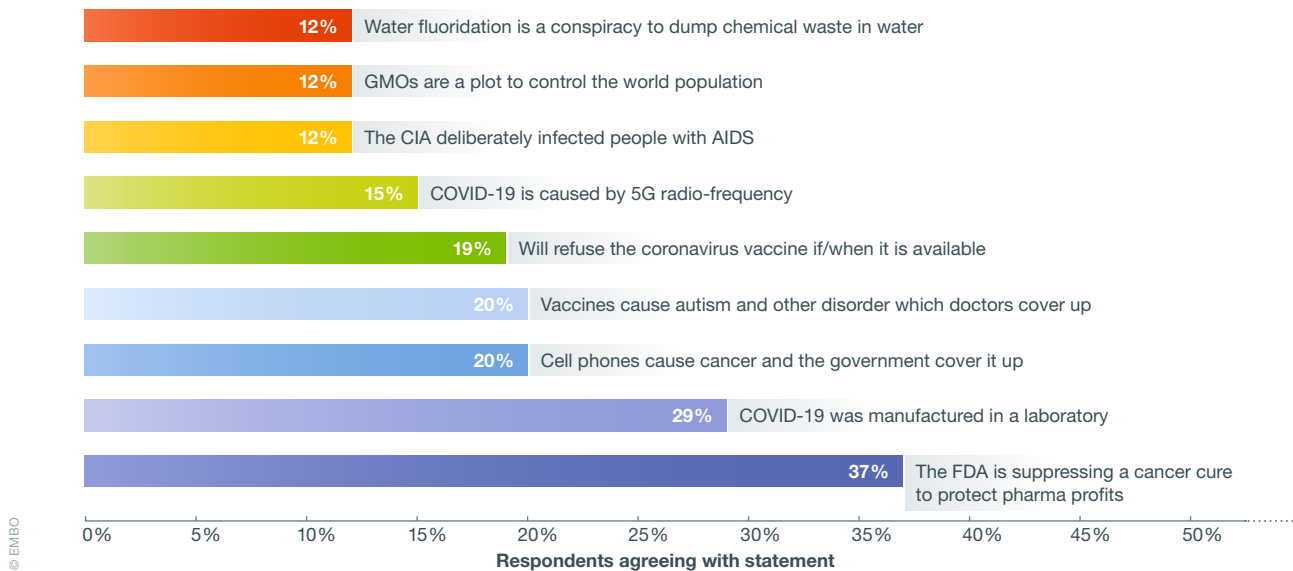 12% Water fluoridation is a conspiracy to dump chemical waste in water
12% GMOs are a plot to control the world population
12% The CIA deliberately infected people with AIDS
15% COVID-19 is caused by 5G radio-frequency
19% Will refuse the coronavirus vaccine if/when it is available
20% Vaccines cause autism and other disorder which doctors cover up
20% Cell phones cause cancer and the government cover it up
29% COVID-19 was manufactured in a laboratory
37% The FDA is suppressing a cancer cure
to protect pharma profits
0% 5% 10% 15% 20% 25% 30% 35% 40% 45% 50%
Respondents agreeing with statement
© EMBO